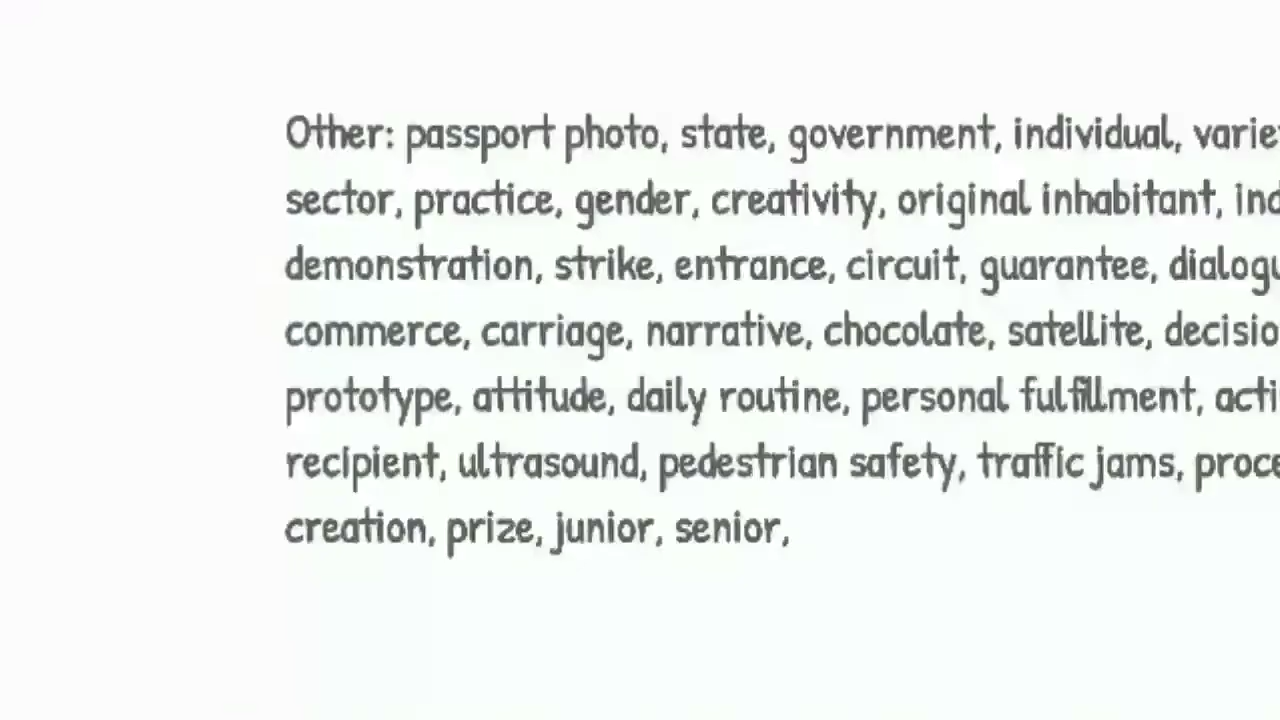 Other: passport photo, state, government, individual,
sector, practice, gender, creativity, original inhabitant,
demonstration, strike, entrance, circuit, guarantee,
commerce, carriage, narrative, chocolate, satellite,
prototype, attitude, daily routine, personal fulfillment,
recipient, ultrasound, pedestrian safety, traffic jams,
creation, prize, junior, senior,